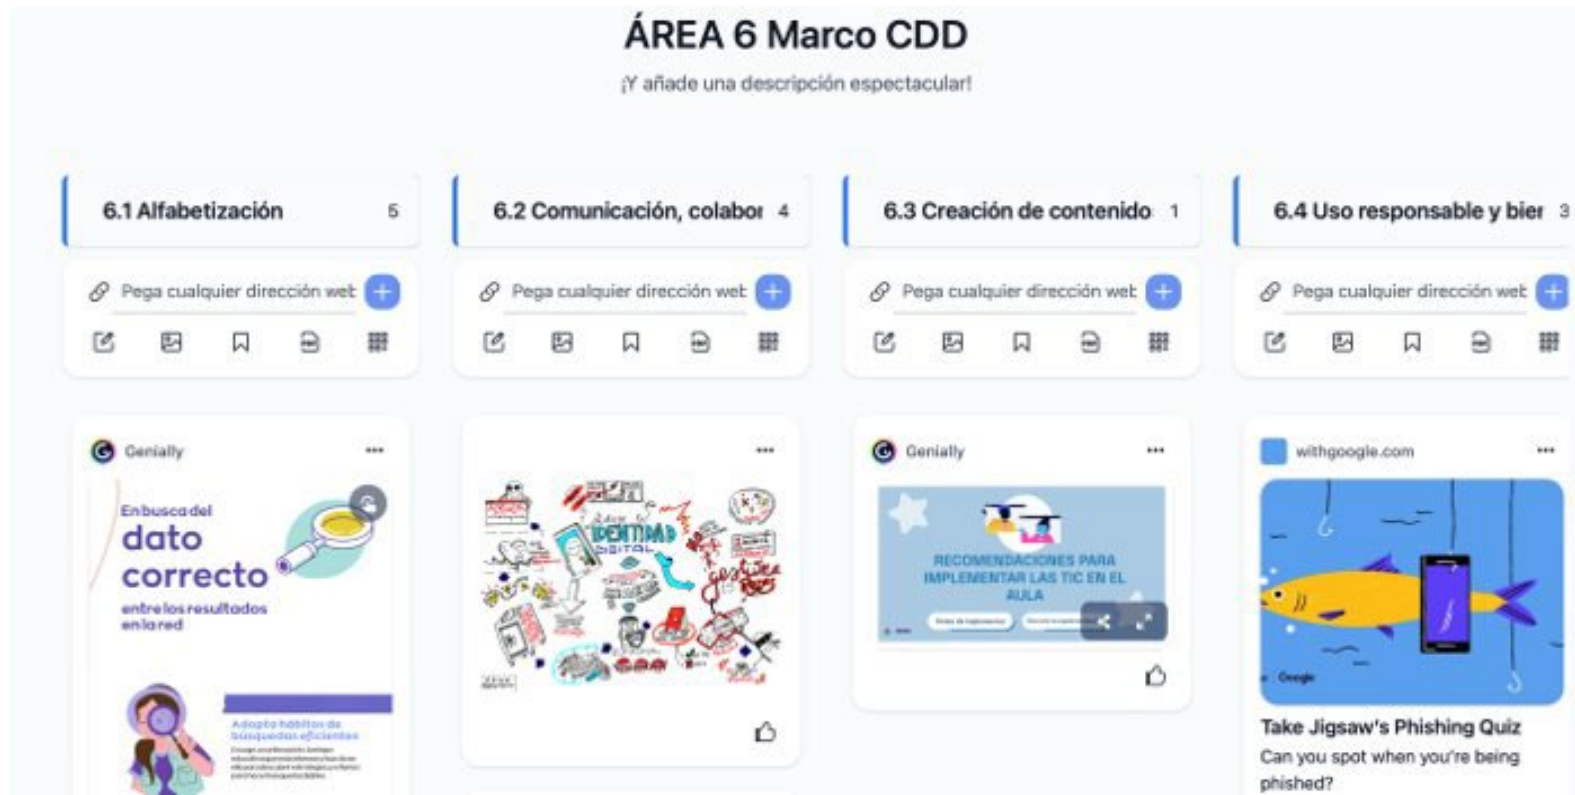 ÁREA 6 Marco CDD
¡Y añade una descripción espectacular!
6.1 Alfabetización 5
6.2 Comunicación, colabor 4
6.3 Creación de contenido 1
6.4 Uso responsable y bier 3
Pega cualquier dirección wet
Pega cualquier dirección wet
Pega cualquier dirección wet
Pega cualquier dirección wet
Genially
En busca del
dato
correcto
entre los resultados
en la red
Adopta hábitos de
búsquedas eficientes
IDENTIDAD
DIGITAL
Genially
RECOMENDACIONES PARA
IMPLEMENTAR LAS TIC EN EL
AULA
withgoogle.com
Google
Take Jigsaw's Phishing Quiz
Can you spot when you're being
phished?